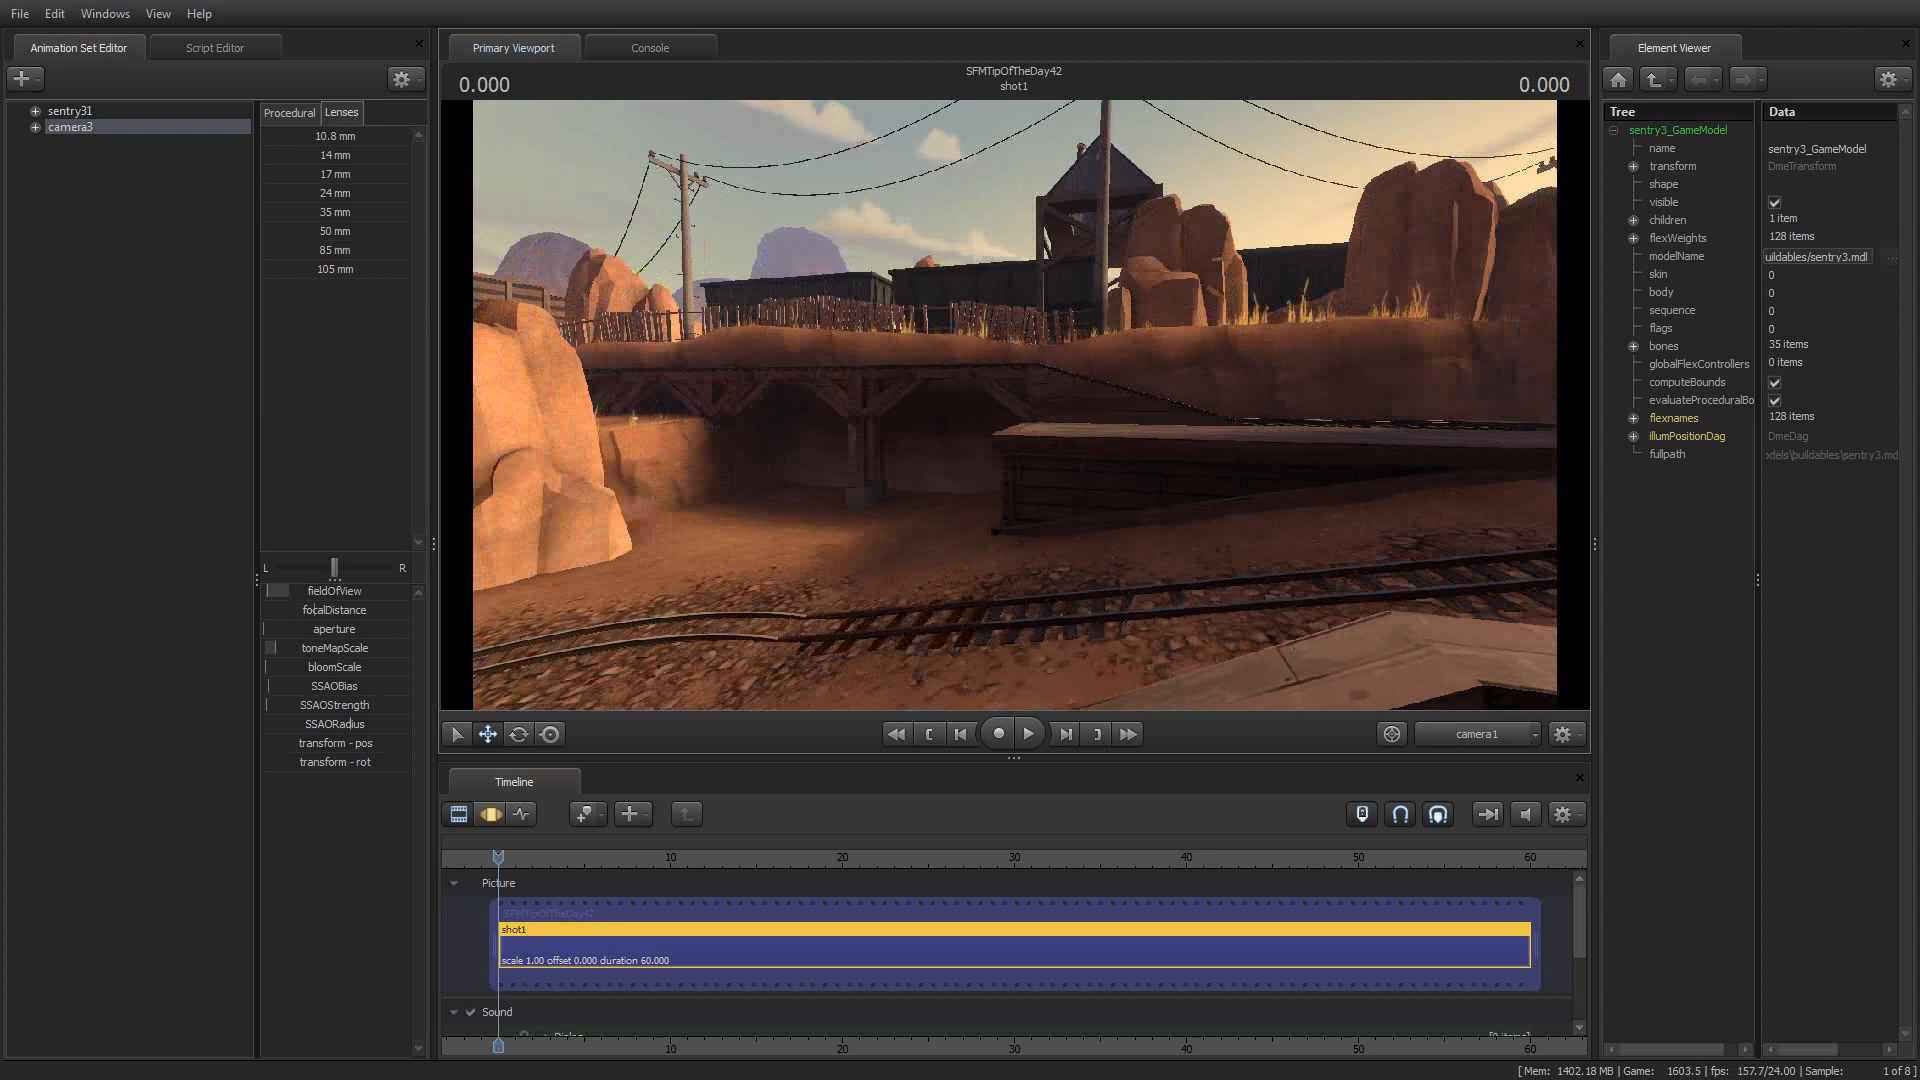 File Edit Windows View Help
Animation Set Editor
Script Editor
sentry31
camera3
Procedural
Lenses
10.8 mm
14 mm
17 mm
24 mm
35 mm
50 mm
85 mm
105 mm
L
R
fieldOfView
focalDistance
aperture
toneMapScale
bloomScale
SSAOBias
SSAOStrength
SSAORadius
transform - pos
transform - rot
Primary Viewport
Console
0.000
SFMTipOfTheDay42
shot1
0.000
camera1
Timeline
10 20 30 40 50 60
Picture
SFMTipOfTheDay42
shot1
scale 1.00 offset 0.000 duration 60.000
Sound
10 20 30 40 50 60
Element Viewer
Tree Data
sentry3_GameModel
name sentry3_GameModel
transform DmeTransform
shape
visible
children 1 item
flexWeights 128 items
modelName uildables/sentry3.mdl
skin 0
body 0
sequence 0
flags 0
bones 35 items
globalFlexControllers 0 items
computeBounds
evaluateProceduralBo
flexnames 128 items
illumPositionDag DmeDag
fullpath odels\buildables\sentry3.md
[ Mem: 1402.18 MB | Game: 1603.5 | fps: 157.7/24.00 | Sample: 1 of 8 ]